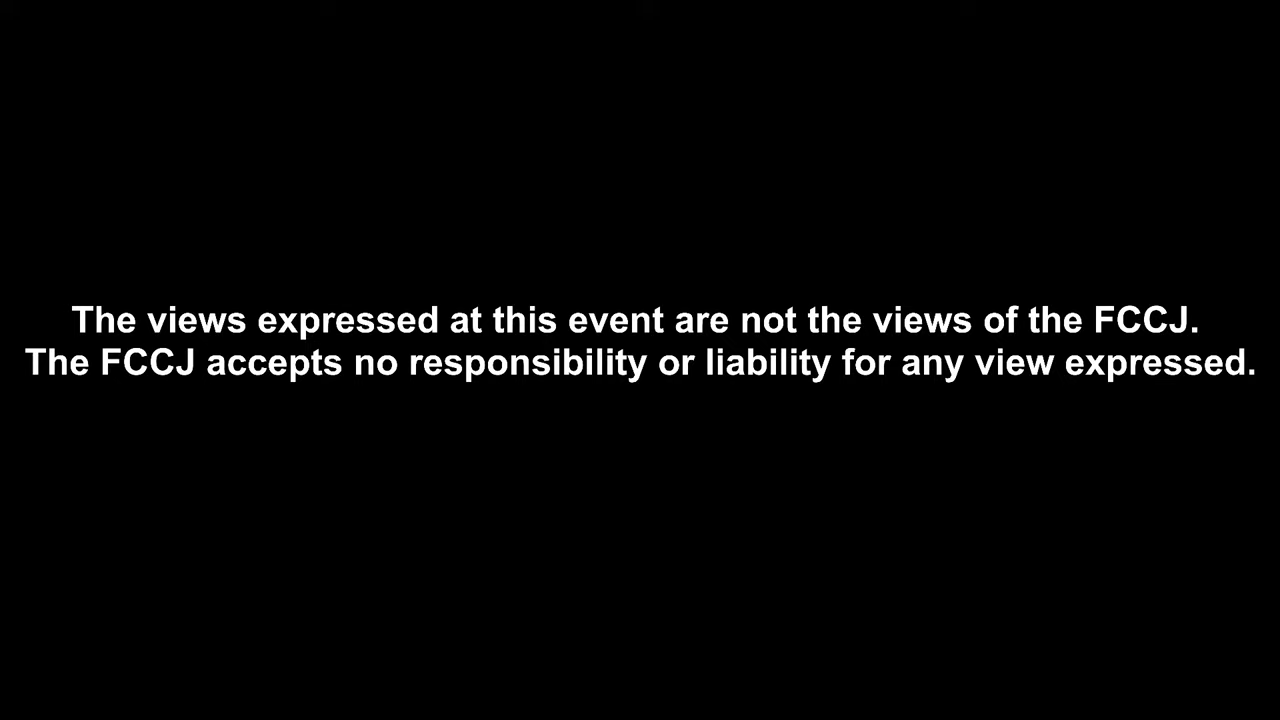 The views expressed at this event are not the views of the FCCJ.
The FCCJ accepts no responsibility or liability for any view expressed.